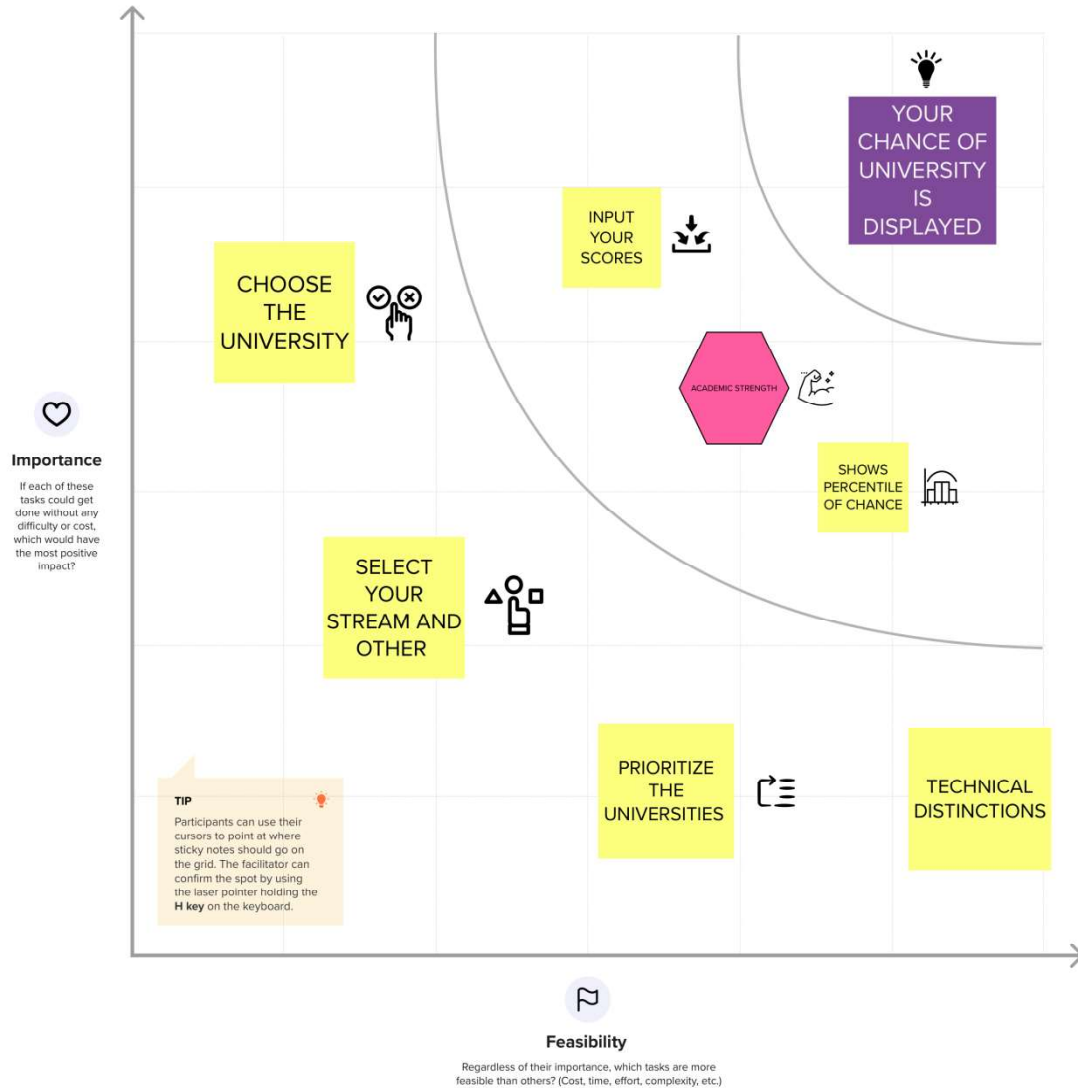 YOUR
CHANCE OF
UNIVERSITY
IS
DISPLAYED
INPUT
YOUR
SCORES
CHOOSE
THE
UNIVERSITY
ACADEMIC STRENGTH
Importance
If each of these
tasks could get
done without any
difficulty or cost,
which would have
the most positive
impact?
SHOWS
PERCENTILE
OF CHANCE
SELECT
YOUR
STREAM AND
OTHER
PRIORITIZE
THE
UNIVERSITIES
TECHNICAL
DISTINCTIONS
TIP
Participants can use their
cursors to point at where
sticky notes should go on
the grid. The facilitator can
confirm the spot by using
the laser pointer holding the
H key on the keyboard.
Feasibility
Regardless of their importance, which tasks are more
feasible than others? (Cost, time, effort, complexity, etc.)